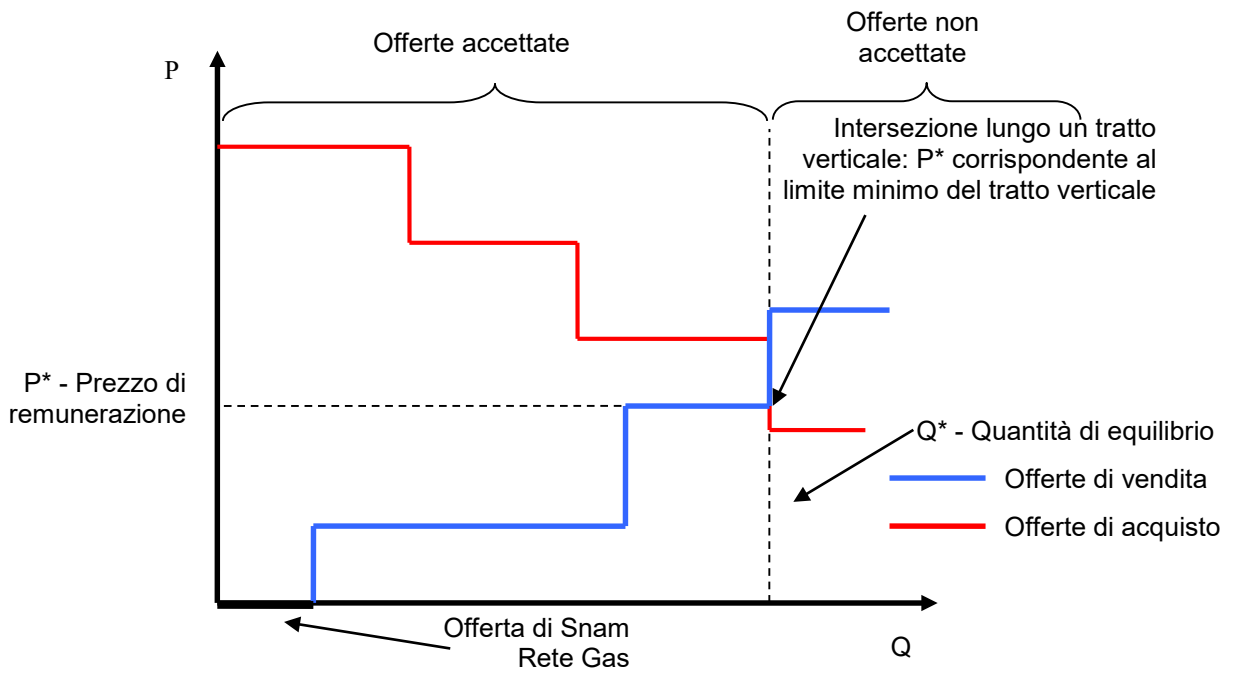 Offerte accettate
Offerte non
accettate
P
Intersezione lungo un tratto
verticale: P* corrispondente al
limite minimo del tratto verticale
P* - Prezzo di
remunerazione
Q* - Quantità di equilibrio
Offerte di vendita
Offerte di acquisto
Offerta di Snam
Rete Gas
Q